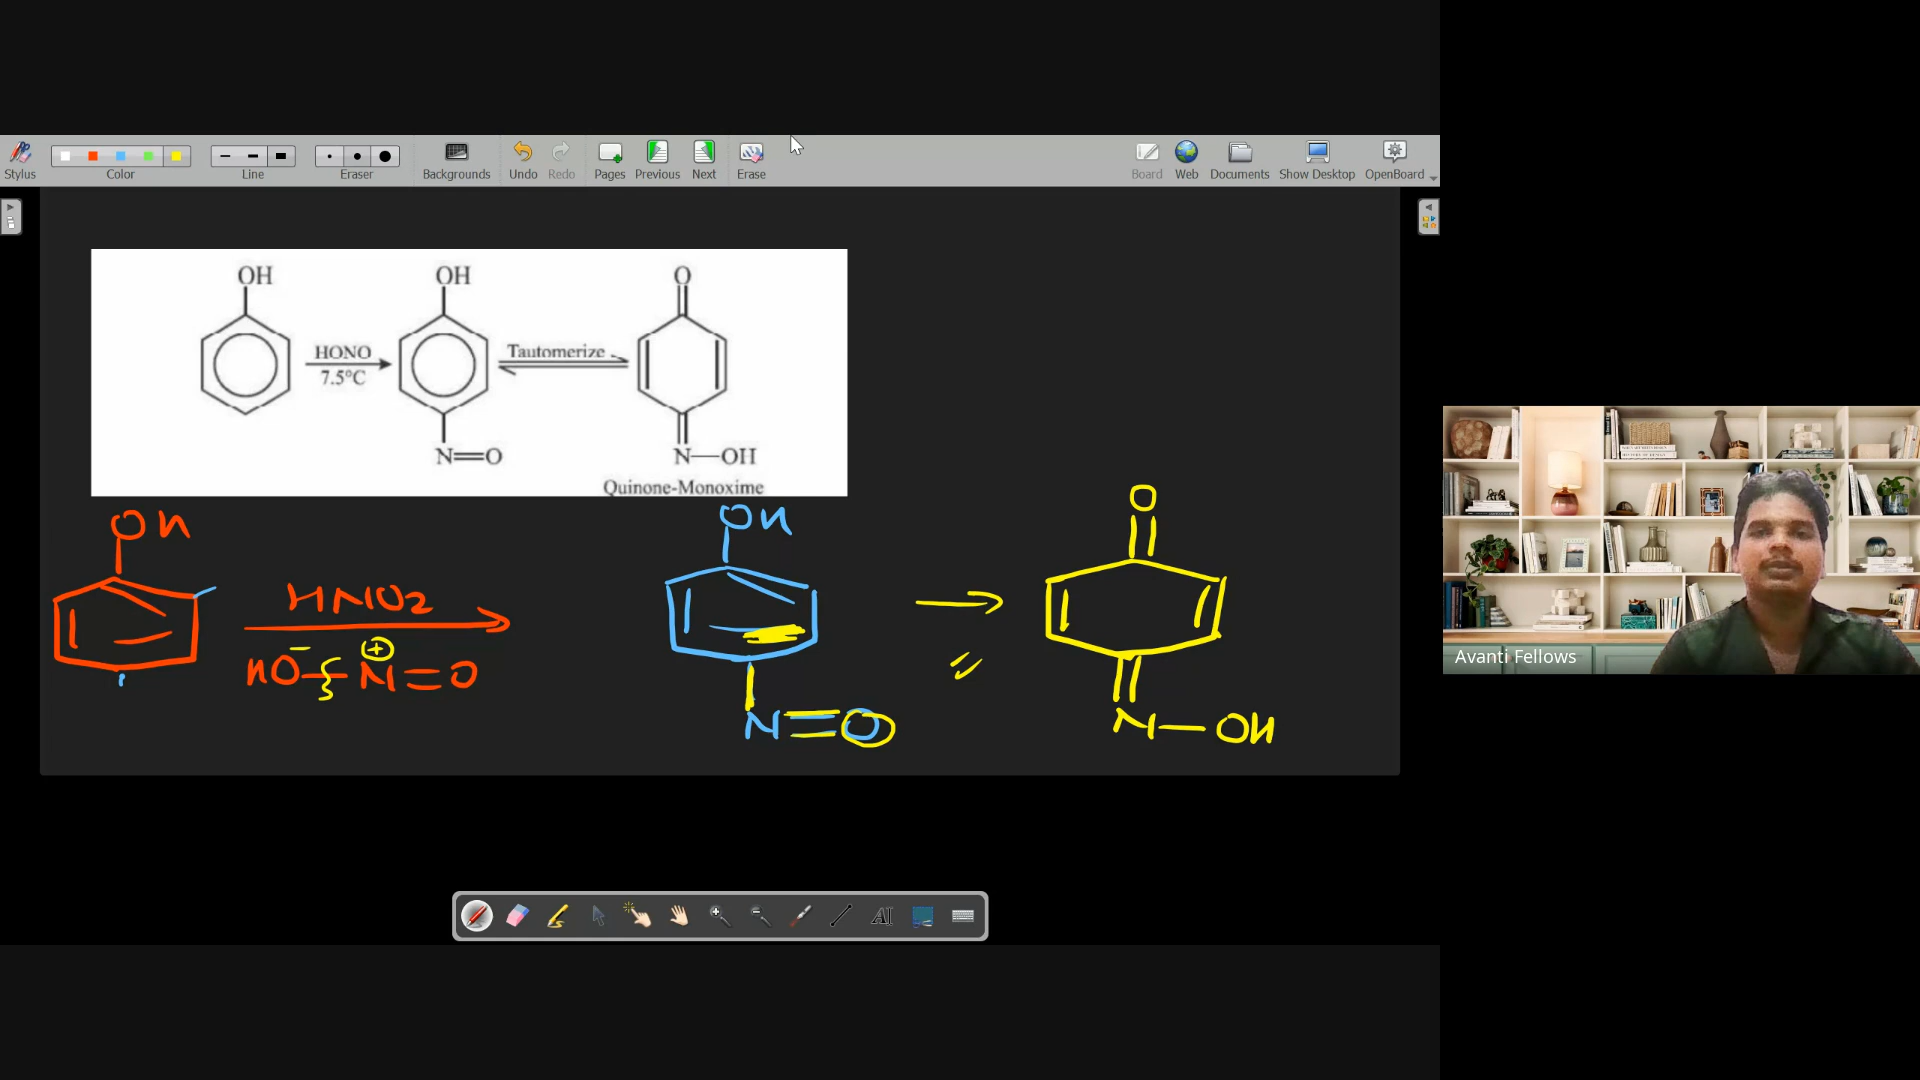 Stylus Color Line Eraser Backgrounds Undo Redo Pages Previous Next Erase Board Web Documents Show Desktop OpenBoard
OH OH O
HONO Tautomerize
7.5°C
N=O N—OH
Quinone-Monoxime
OH OH O
HNO2
HO⁻—N⊕=O
N=O N—OH
Avanti Fellows
AI